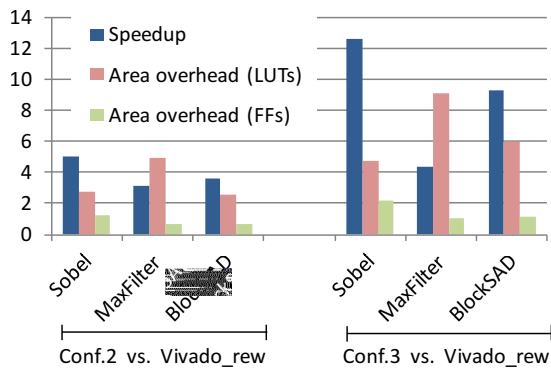 14
12
10
8
6
4
2
0
Speedup
Area overhead (LUTs)
Area overhead (FFs)
Sobel
MaxFilter
Sobel
MaxFilter
BlockSAD
Conf.2 vs. Vivado_rew
Conf.3 vs. Vivado_rew